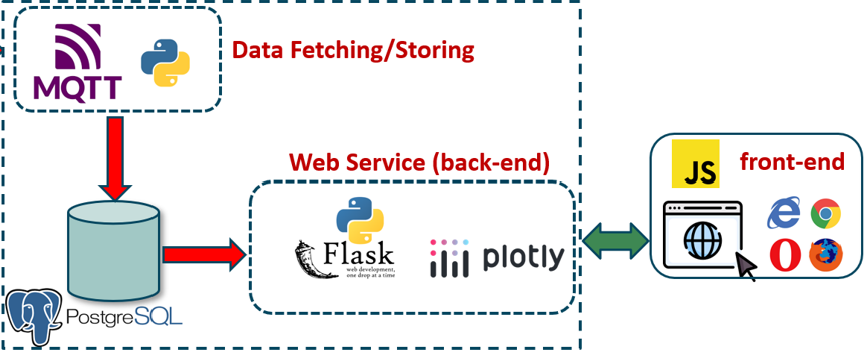 MQTT
Data Fetching/Storing
Web Service (back-end)
JS
front-end
Flask
web development,
one drop at a time
plotly
PostgreSQL